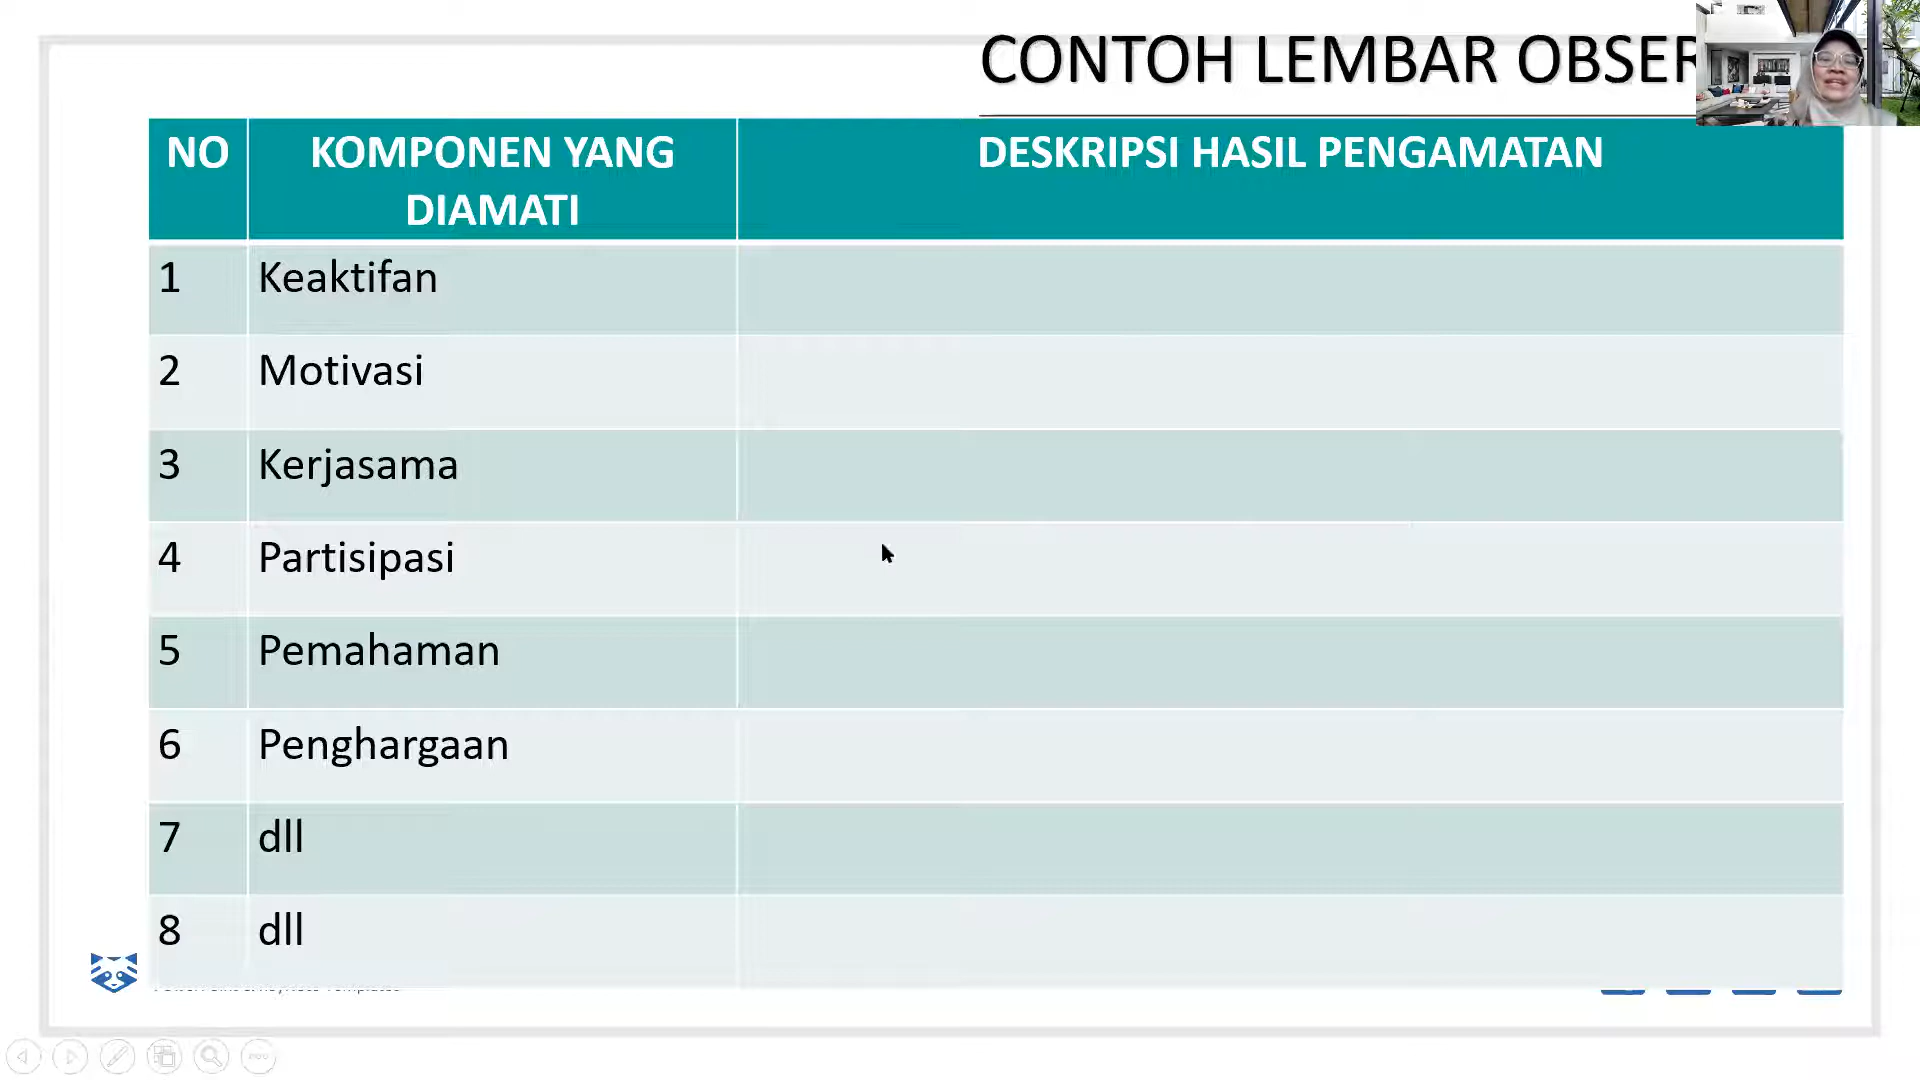 CONTOH LEMBAR OBSER
NO
KOMPONEN YANG
DIAMATI
DESKRIPSI HASIL PENGAMATAN
1 Keaktifan
2 Motivasi
3 Kerjasama
4 Partisipasi
5 Pemahaman
6 Penghargaan
7 dll
8 dll